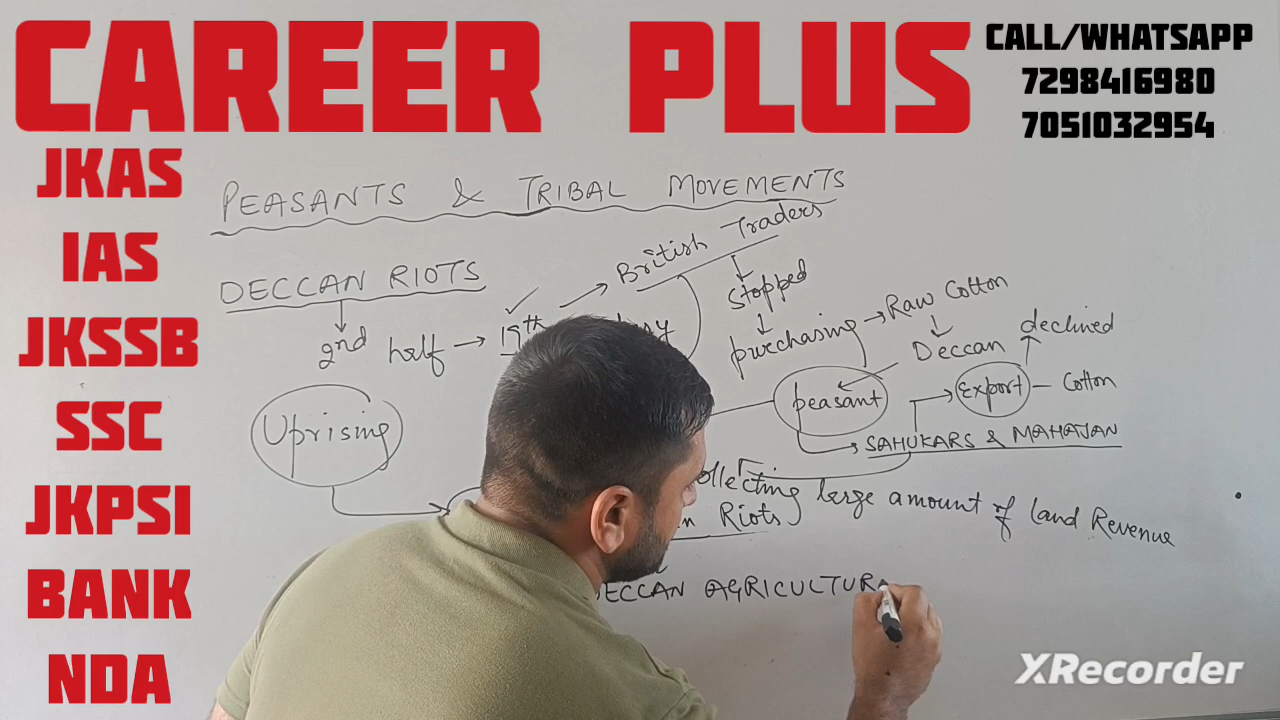 CAREER PLUS
CALL/WHATSAPP
7298416980
7051032954
JKAS
IAS
JKSSB
SSC
JKPSI
BANK
NDA
PEASANTS & TRIBAL MOVEMENTS
DECCAN RIOTS
2nd half → 19th
British Traders
Stopped
purchasing → Raw Cotton
Deccan
declined
peasant
Export - Cotton
SAHUKARS & MAHAJAN
Uprising
ollecting large amount of land Revenue
Riots
ECCAN AGRICULTURA
XRecorder